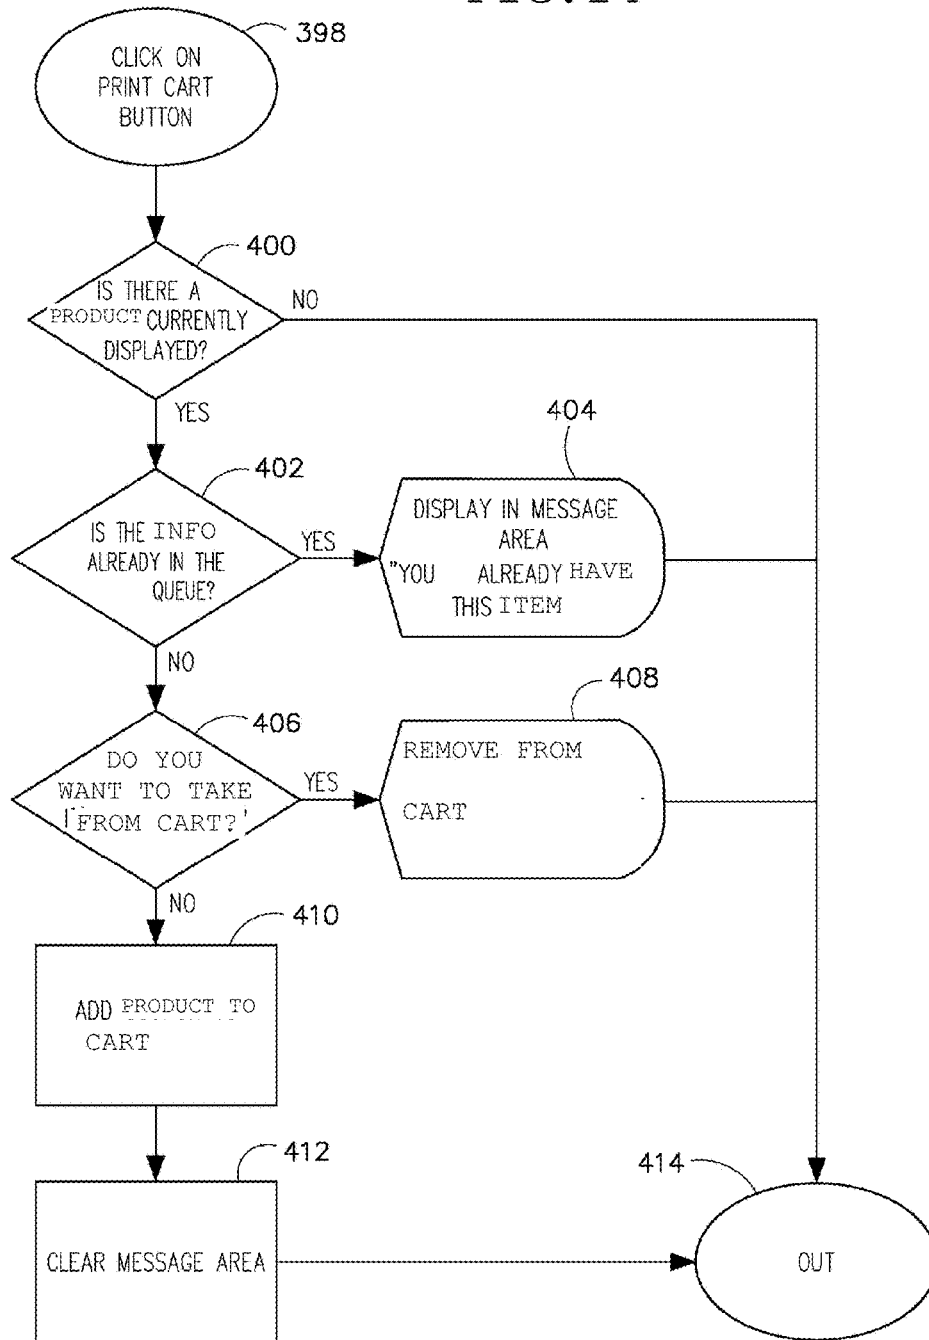 398
CLICK ON
PRINT CART
BUTTON
400
IS THERE A
PRODUCT CURRENTLY
DISPLAYED?
NO
YES
402
IS THE INFO
ALREADY IN THE
QUEUE?
YES
404
DISPLAY IN MESSAGE
AREA
"YOU ALREADY HAVE
THIS ITEM
NO
406
DO YOU
WANT TO TAKE
FROM CART?'
YES
408
REMOVE FROM
CART
NO
410
ADD PRODUCT TO
CART
412
CLEAR MESSAGE AREA
414
OUT